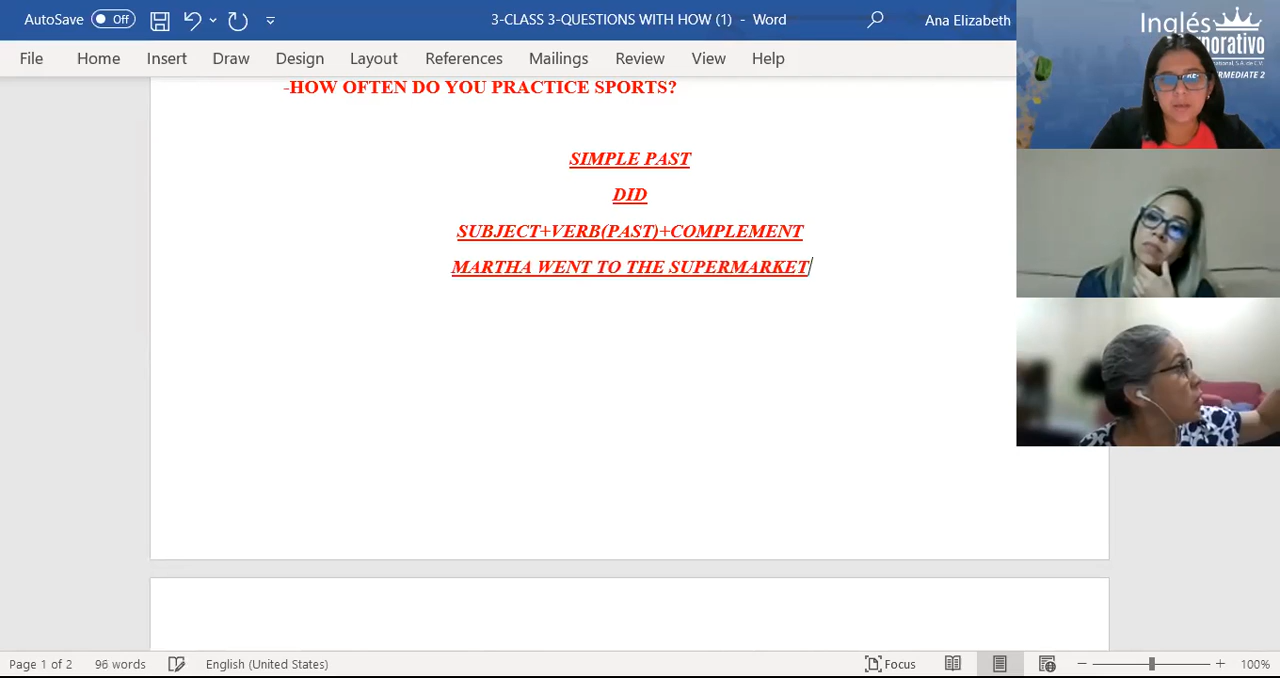 AutoSave Off 3-CLASS 3-QUESTIONS WITH HOW (1) - Word Ana Elizabeth
File Home Insert Draw Design Layout References Mailings Review View Help
-HOW OFTEN DO YOU PRACTICE SPORTS?
SIMPLE PAST
DID
SUBJECT+VERB(PAST)+COMPLEMENT
MARTHA WENT TO THE SUPERMARKET
Inglés
Page 1 of 2 96 words English (United States) Focus 100%